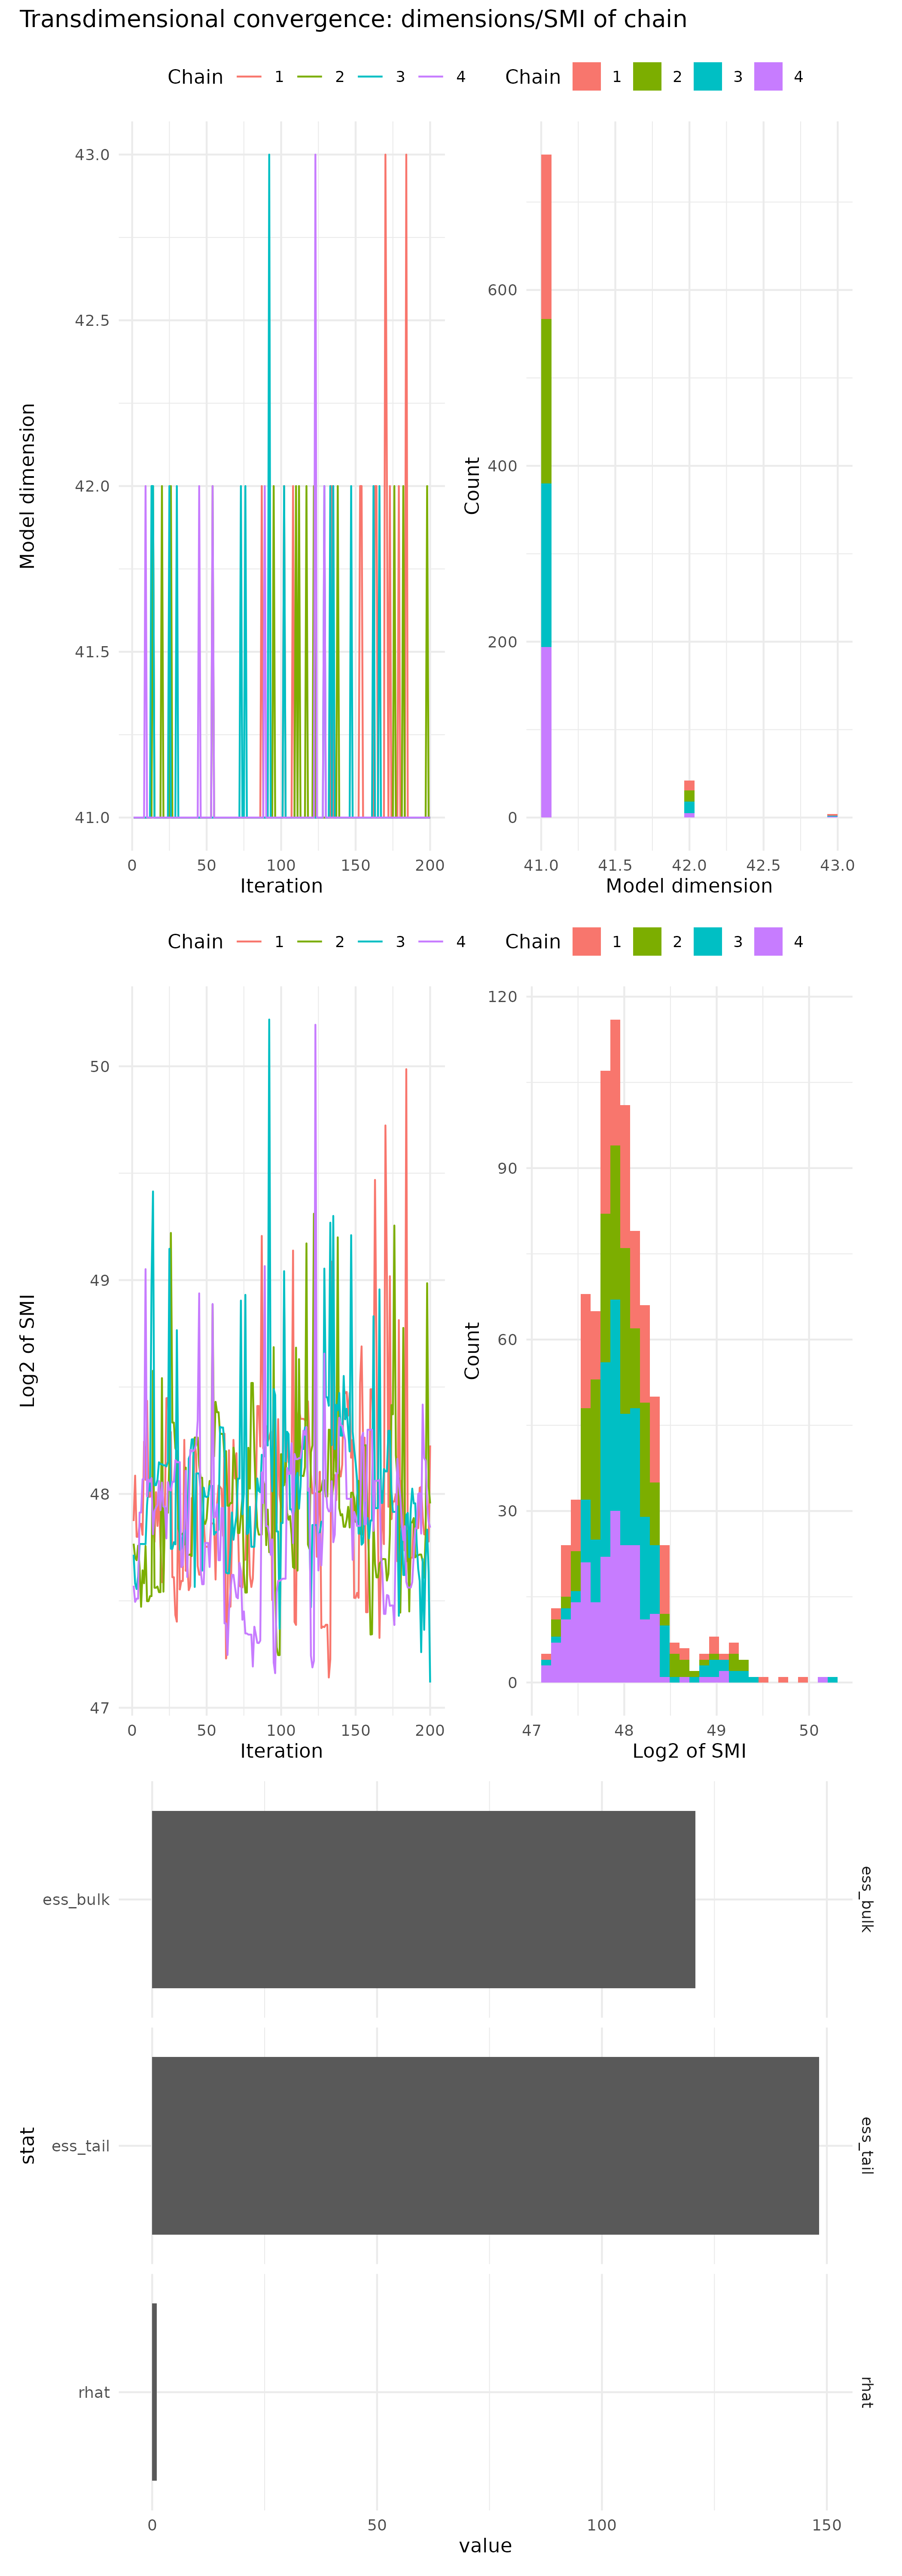 Transdimensional convergence: dimensions/SMI of chain
Chain 1 2 3 4
Chain 1 2 3 4
43.0
42.5
42.0
41.5
41.0
Model dimension
0 50 100 150 200
Iteration
600
400
200
0
Count
41.0 41.5 42.0 42.5 43.0
Model dimension
Chain 1 2 3 4
Chain 1 2 3 4
50
49
48
47
Log2 of SMI
0 50 100 150 200
Iteration
120
90
60
30
0
Count
47 48 49 50
Log2 of SMI
ess_bulk
ess_bulk
stat
ess_tail
ess_tail
rhat
rhat
0 50 100 150
value